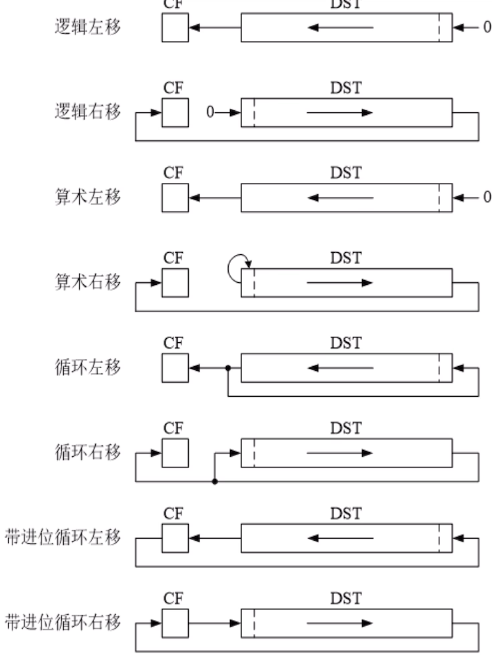 CF DST
逻辑左移 0
CF DST
逻辑右移 0
CF DST
算术左移 0
CF DST
算术右移
CF DST
循环左移
CF DST
循环右移
CF DST
带进位循环左移
CF DST
带进位循环右移